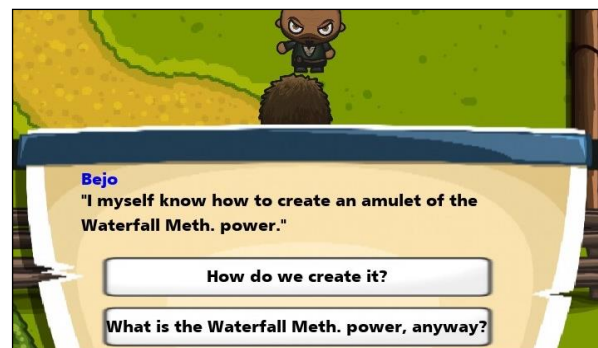 Bejo
"I myself know how to create an amulet of the
Waterfall Meth. power."
How do we create it?
What is the Waterfall Meth. power, anyway?